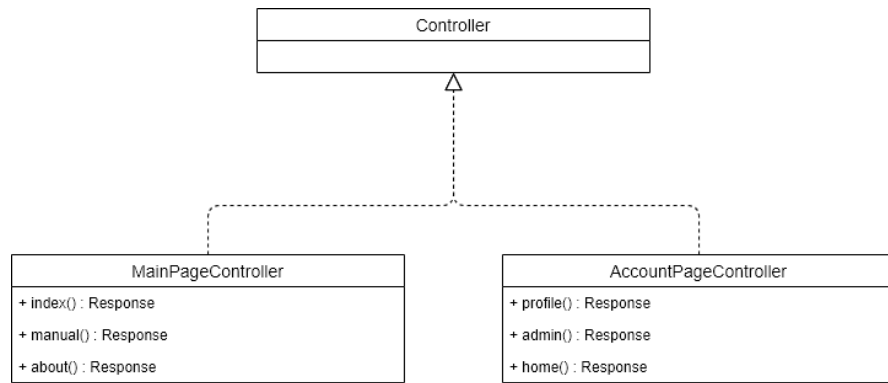 Controller
MainPageController
+ index() : Response
+ manual() : Response
+ about() : Response
AccountPageController
+ profile() : Response
+ admin() : Response
+ home() : Response